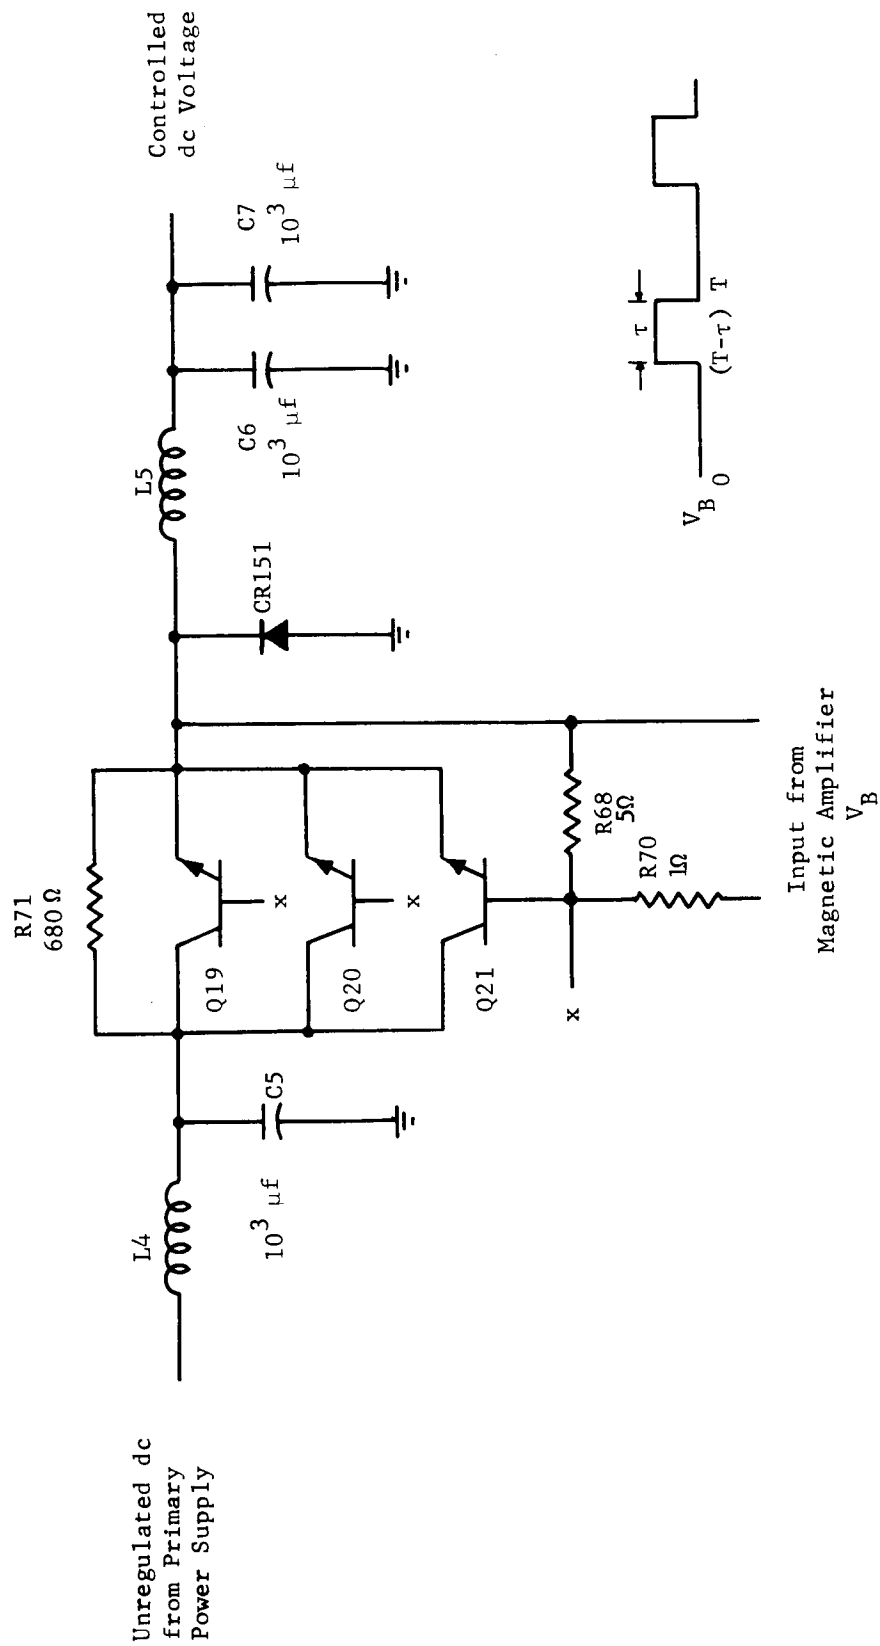 Unregulated dc
from Primary
Power Supply
L4
10³ μf
C5
R71
680 Ω
Q19
x
Q20
x
Q21
x
R68
5Ω
R70
1Ω
Input from
Magnetic Amplifier
V_B
CR151
L5
C6
10³ μf
C7
10³ μf
Controlled
dc Voltage
V_B
0
τ
(T-τ)
T